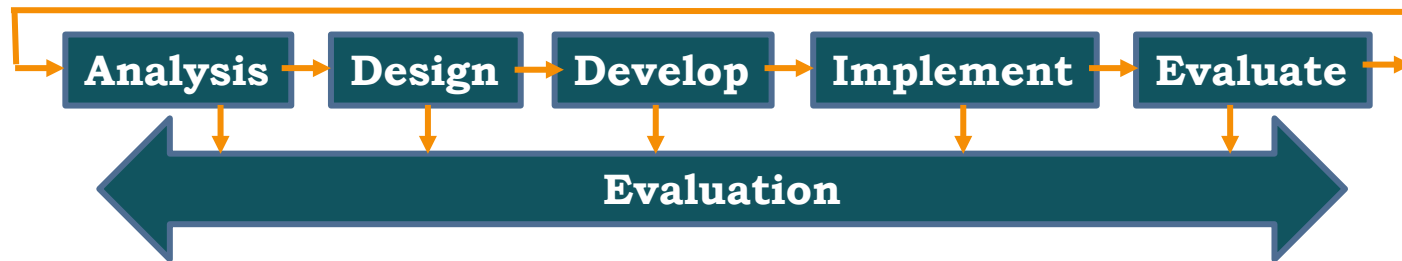 Analysis
Design
Develop
Implement
Evaluate
Evaluation